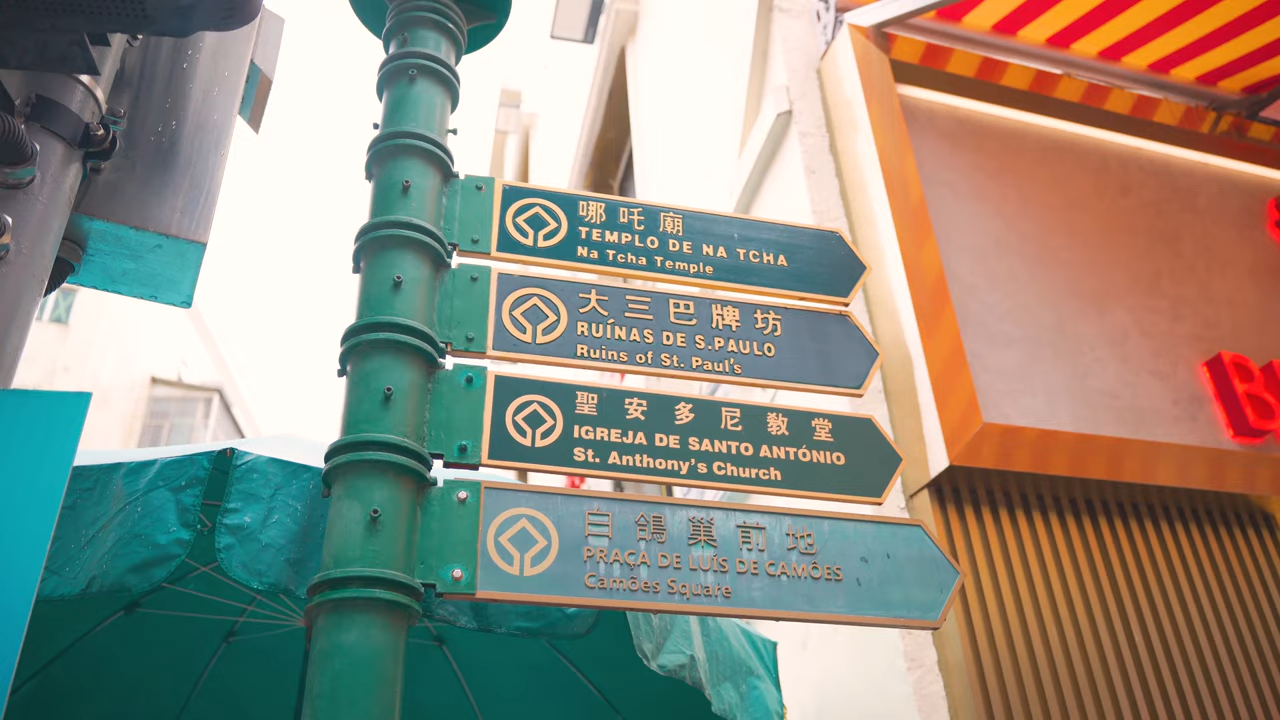 哪吒廟
TEMPLO DE NA TCHA
Na Tcha Temple
大三巴牌坊
RUÍNAS DE S.PAULO
Ruins of St. Paul's
聖安多尼教堂
IGREJA DE SANTO ANTÓNIO
St. Anthony's Church
白鴿巢前地
PRAÇA DE LUÍS DE CAMÕES
Camões Square